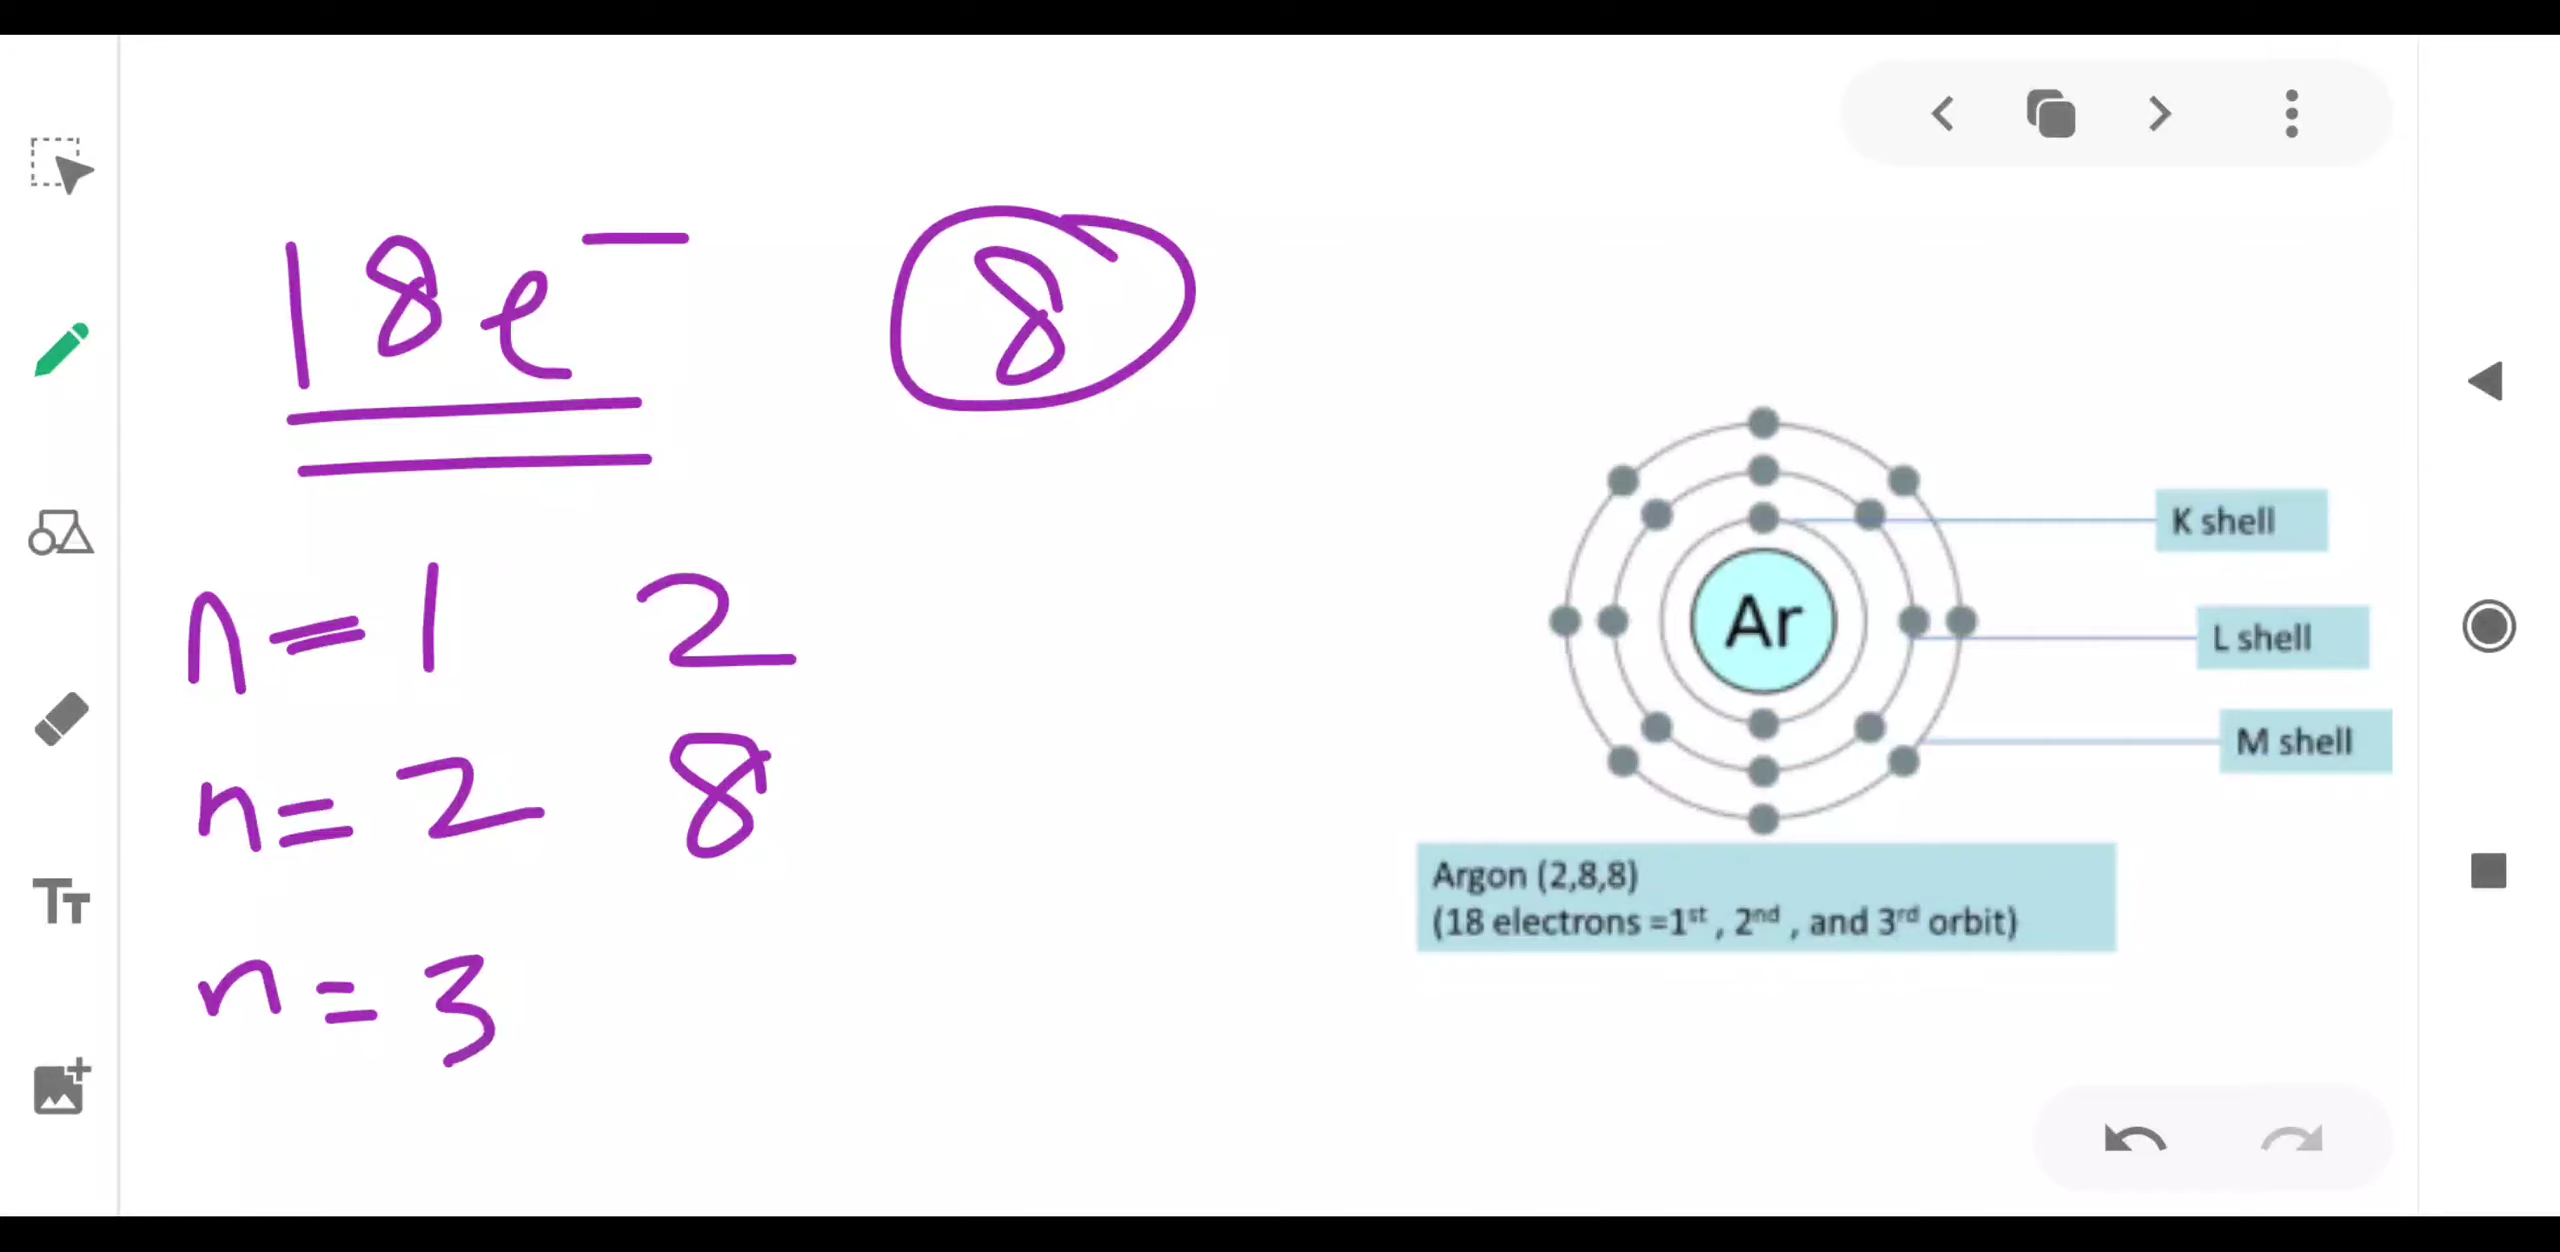 18e⁻ 8
n=1 2
n=2 8
n=3
Ar
K shell
L shell
M shell
Argon (2,8,8)
(18 electrons =1st , 2nd , and 3rd orbit)
Tт